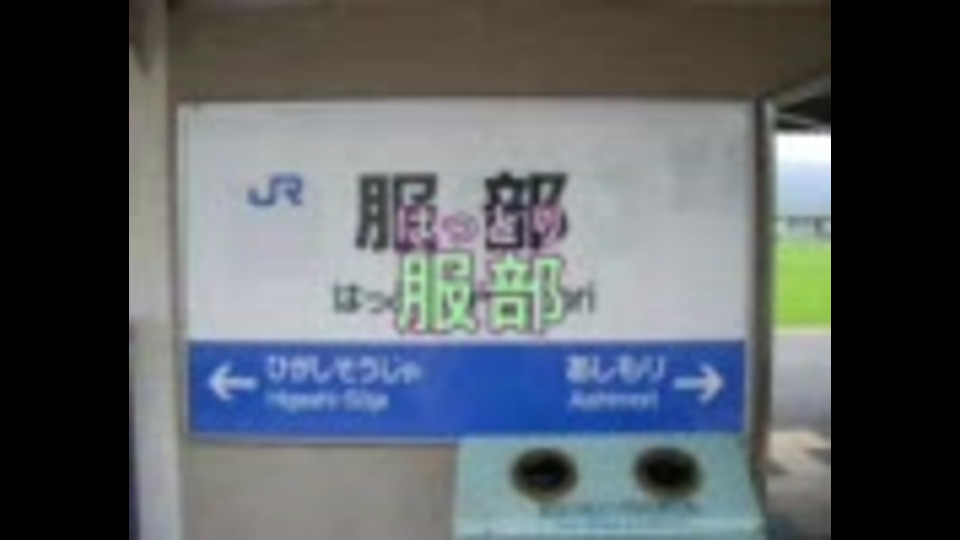 JR
服部
はっとり
服部
ひがしそうじゃ
Higashi-Sōja
あしもり
Ashimori